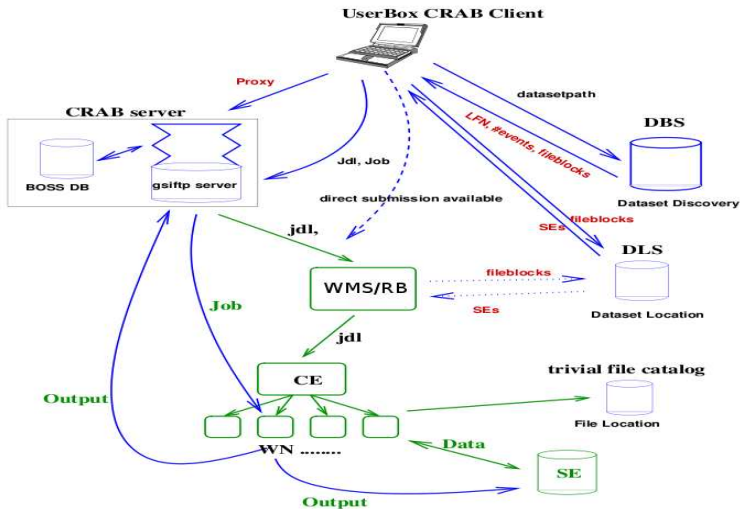 UserBox CRAB Client
Proxy
datasetpath
CRAB server
LFN, #events, fileblocks
DBS
BOSS DB
gsiftp server
Jdl, Job
Dataset Discovery
direct submission available
fileblocks
SEs
jdl,
DLS
WMS/RB
fileblocks
SEs
Dataset Location
Job
jdl
CE
trivial file catalog
Output
File Location
WN ........
Data
SE
Output